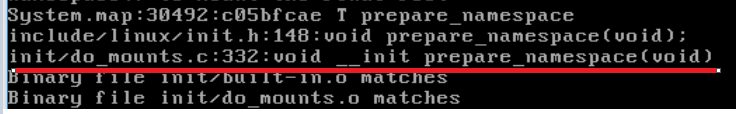 System.map:30492:c05bfcae T prepare_namespace
include/linux/init.h:148:void prepare_namespace(void);
init/do_mounts.c:332:void __init prepare_namespace(void)
Binary file init/built-in.o matches
Binary file init/do_mounts.o matches